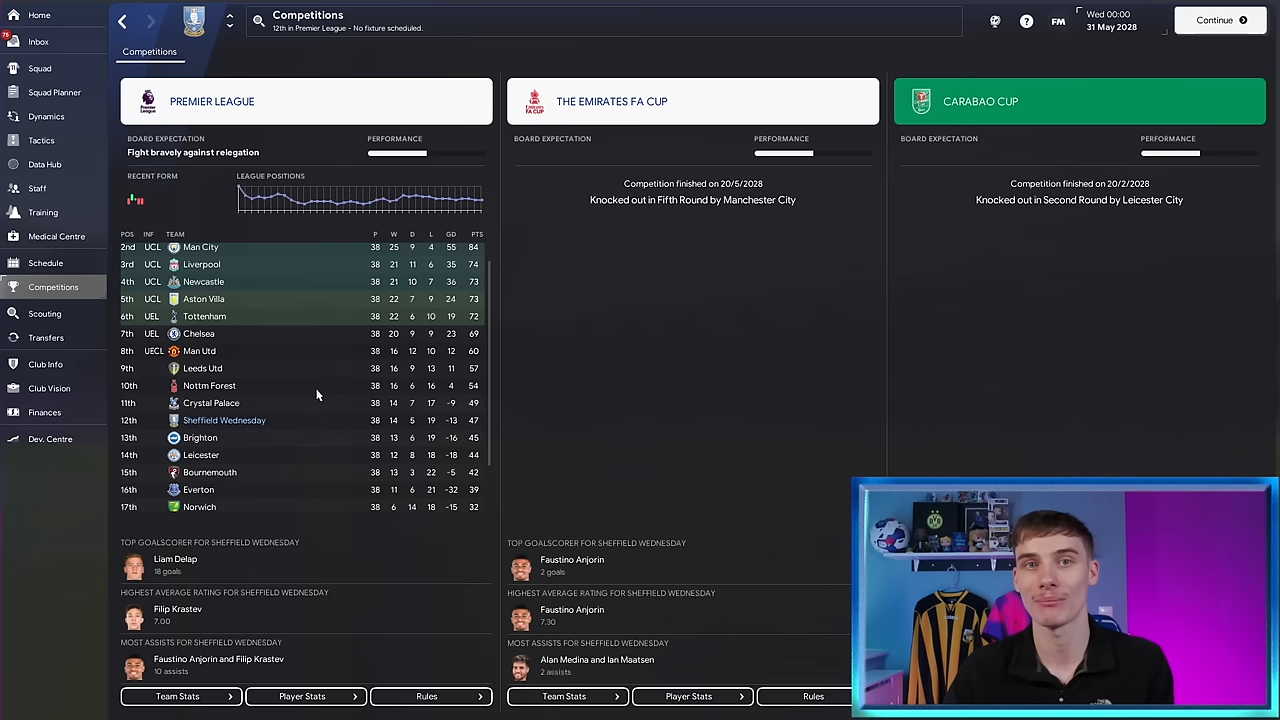 Home
Competitions
12th in Premier League - No fixture scheduled.
?
FM
Wed 00:00
31 May 2028
Continue
75
Inbox
Squad
Squad Planner
Dynamics
Tactics
Data Hub
Staff
Training
Medical Centre
Schedule
Competitions
Scouting
Transfers
Club Info
Club Vision
Finances
Dev. Centre
Competitions
PREMIER LEAGUE
BOARD EXPECTATION
PERFORMANCE
Fight bravely against relegation
RECENT FORM
LEAGUE POSITIONS
POS INF TEAM P W D L GD PTS
2nd UCL Man City 38 25 9 4 55 84
3rd UCL Liverpool 38 21 11 6 35 74
4th UCL Newcastle 38 21 10 7 36 73
5th UCL Aston Villa 38 22 7 9 24 73
6th UEL Tottenham 38 22 6 10 19 72
7th UEL Chelsea 38 20 9 9 23 69
8th UECL Man Utd 38 16 12 10 12 60
9th Leeds Utd 38 16 9 13 11 57
10th Nottm Forest 38 16 6 16 4 54
11th Crystal Palace 38 14 7 17 -9 49
12th Sheffield Wednesday 38 14 5 19 -13 47
13th Brighton 38 13 6 19 -16 45
14th Leicester 38 12 8 18 -18 44
15th Bournemouth 38 13 3 22 -5 42
16th Everton 38 11 6 21 -32 39
17th Norwich 38 6 14 18 -15 32
TOP GOALSCORER FOR SHEFFIELD WEDNESDAY
Liam Delap
18 goals
HIGHEST AVERAGE RATING FOR SHEFFIELD WEDNESDAY
Filip Krastev
7.00
MOST ASSISTS FOR SHEFFIELD WEDNESDAY
Faustino Anjorin and Filip Krastev
10 assists
Team Stats
Player Stats
Rules
THE EMIRATES FA CUP
BOARD EXPECTATION
PERFORMANCE
Competition finished on 20/5/2028
Knocked out in Fifth Round by Manchester City
TOP GOALSCORER FOR SHEFFIELD WEDNESDAY
Faustino Anjorin
2 goals
HIGHEST AVERAGE RATING FOR SHEFFIELD WEDNESDAY
Faustino Anjorin
7.30
MOST ASSISTS FOR SHEFFIELD WEDNESDAY
Alan Medina and Ian Maatsen
2 assists
Team Stats
Player Stats
Rules
CARABAO CUP
BOARD EXPECTATION
PERFORMANCE
Competition finished on 20/2/2028
Knocked out in Second Round by Leicester City